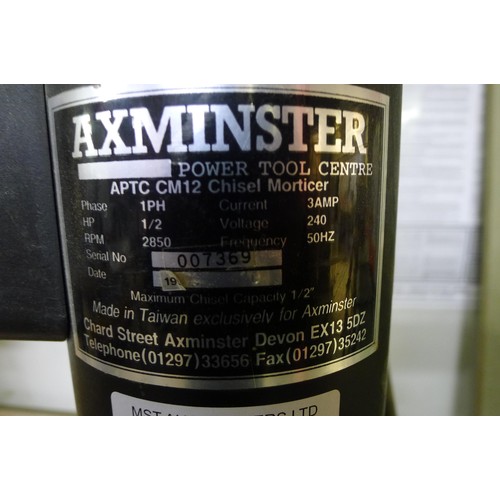 AXMINSTER
POWER TOOL CENTRE
APTC CM12 Chisel Morticer
Phase 1PH Current 3AMP
HP 1/2 Voltage 240
RPM 2850 Frequency 50HZ
Serial No 007369
Date 19
Maximum Chisel Capacity 1/2"
Made in Taiwan exclusively for Axminster
Chard Street Axminster Devon EX13 5DZ
Telephone(01297)33656 Fax(01297)35242
MST LTD